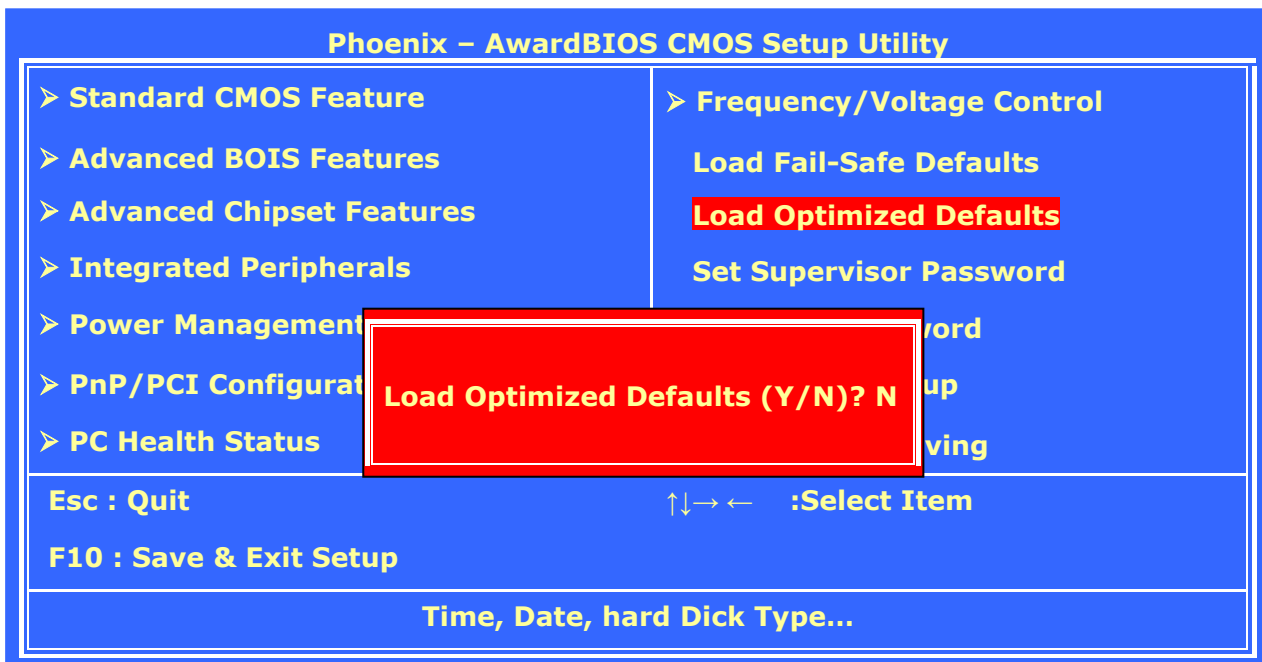 Phoenix – AwardBIOS CMOS Setup Utility
➢ Standard CMOS Feature
➢ Advanced BOIS Features
➢ Advanced Chipset Features
➢ Integrated Peripherals
➢ Power Management
➢ PnP/PCI
➢ PC Health Status
➢ Frequency/Voltage Control
Load Fail-Safe Defaults
Load Optimized Defaults
Set Supervisor Password
Load Optimized Defaults (Y/N)? N
Esc : Quit
↑↓→ ← :Select Item
F10 : Save & Exit Setup
Time, Date, hard Dick Type...